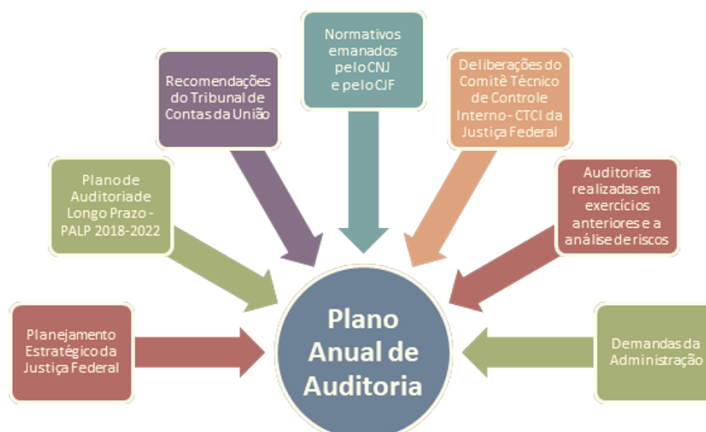 Normativos
emanados
pelo CNJ
e pelo CJF
Recomendações
do Tribunal de
Contas da União
Deliberações do
Comitê Técnico
de Controle
Interno - CTCI da
Justiça Federal
Plano de
Auditoria de
Longo Prazo -
PALP 2018-2022
Auditorias
realizadas em
exercícios
anteriores e a
análise de riscos
Planejamento
Estratégico da
Justiça Federal
Plano
Anual de
Auditoria
Demandas da
Administração